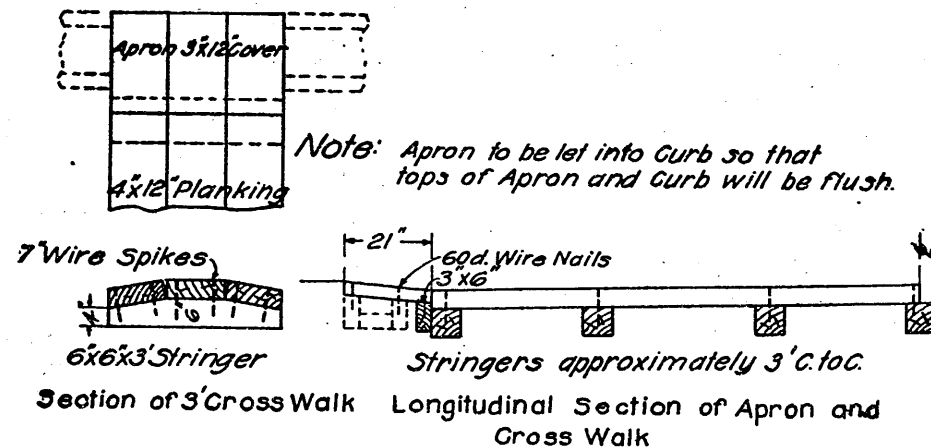 Apron 3"x12" Cover
4"x12" Planking
Note: Apron to be let into Curb so that
tops of Apron and Curb will be flush.
7" Wire Spikes
21"
60d. Wire Nails
3"x6"
4"
6"
6"x6"x3' Stringer
Stringers approximately 3' C. to C.
Section of 3' Cross Walk
Longitudinal Section of Apron and
Cross Walk